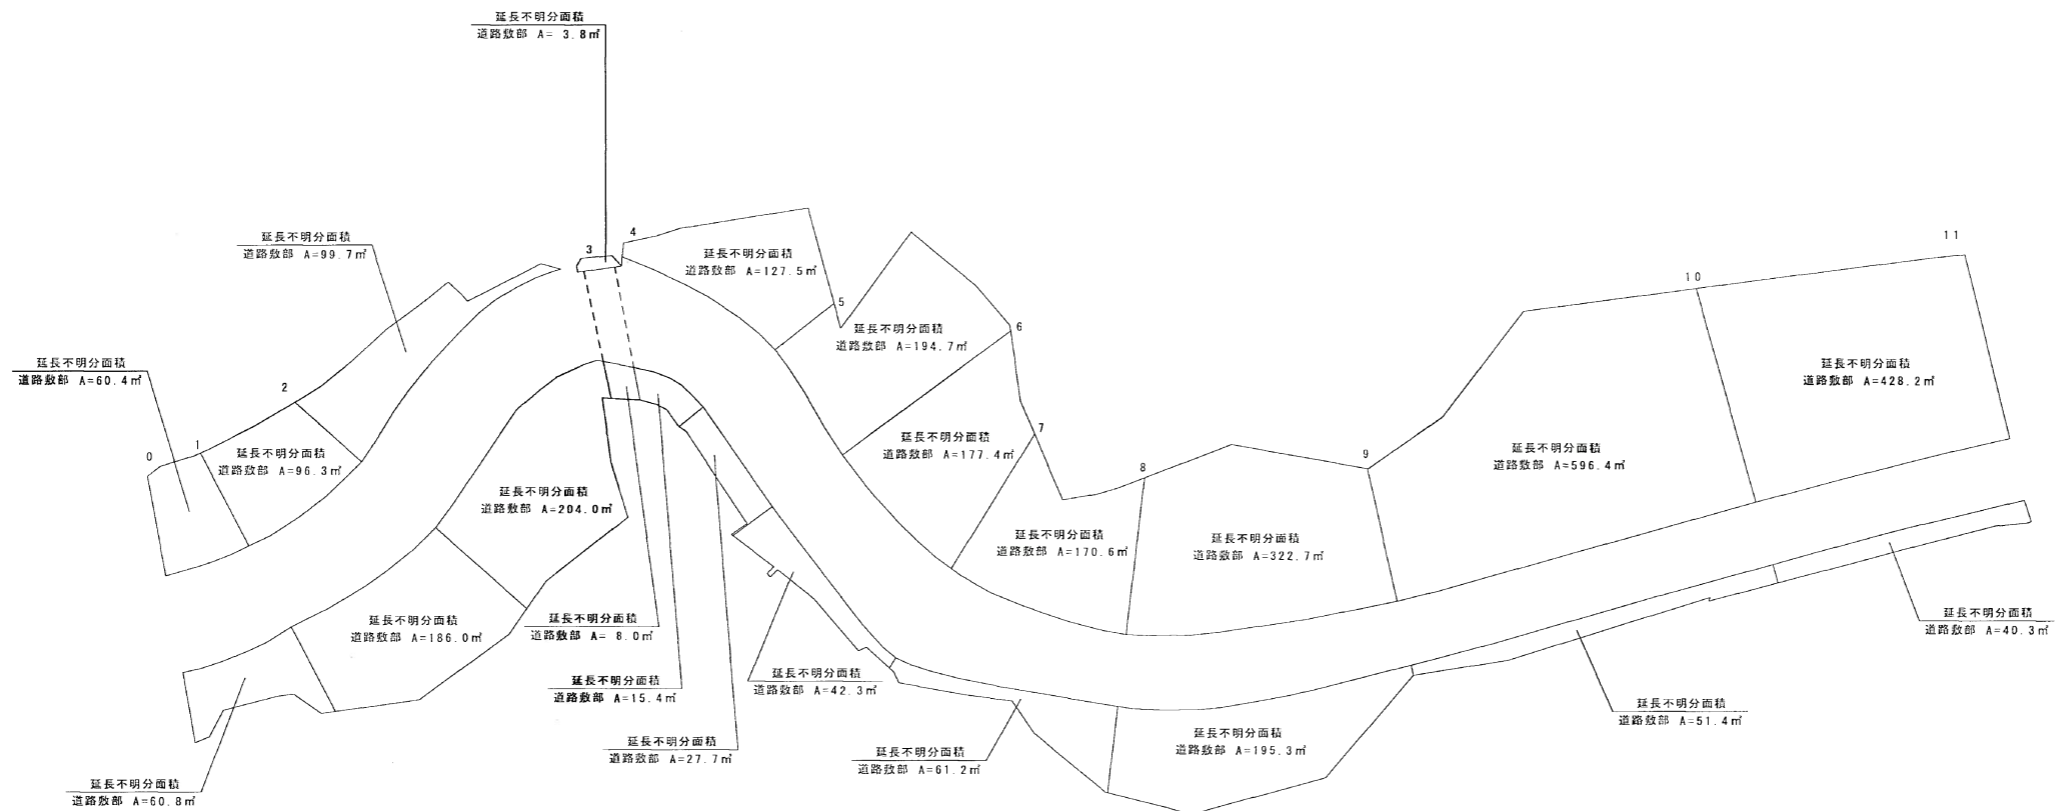 延長不明分面積
道路敷部 A= 3.8㎡
延長不明分面積
道路敷部 A=99.7㎡
3
4
延長不明分面積
道路敷部 A=127.5㎡
11
10
5
延長不明分面積
道路敷部 A=194.7㎡
6
延長不明分面積
道路敷部 A=60.4㎡
2
延長不明分面積
道路敷部 A=428.2㎡
0
1
延長不明分面積
道路敷部 A=96.3㎡
延長不明分面積
道路敷部 A=177.4㎡
7
8
9
延長不明分面積
道路敷部 A=596.4㎡
延長不明分面積
道路敷部 A=204.0㎡
延長不明分面積
道路敷部 A=170.6㎡
延長不明分面積
道路敷部 A=322.7㎡
延長不明分面積
道路敷部 A=186.0㎡
延長不明分面積
道路敷部 A= 8.0㎡
延長不明分面積
道路敷部 A=40.3㎡
延長不明分面積
道路敷部 A=15.4㎡
延長不明分面積
道路敷部 A=42.3㎡
延長不明分面積
道路敷部 A=51.4㎡
延長不明分面積
道路敷部 A=27.7㎡
延長不明分面積
道路敷部 A=61.2㎡
延長不明分面積
道路敷部 A=195.3㎡
延長不明分面積
道路敷部 A=60.8㎡